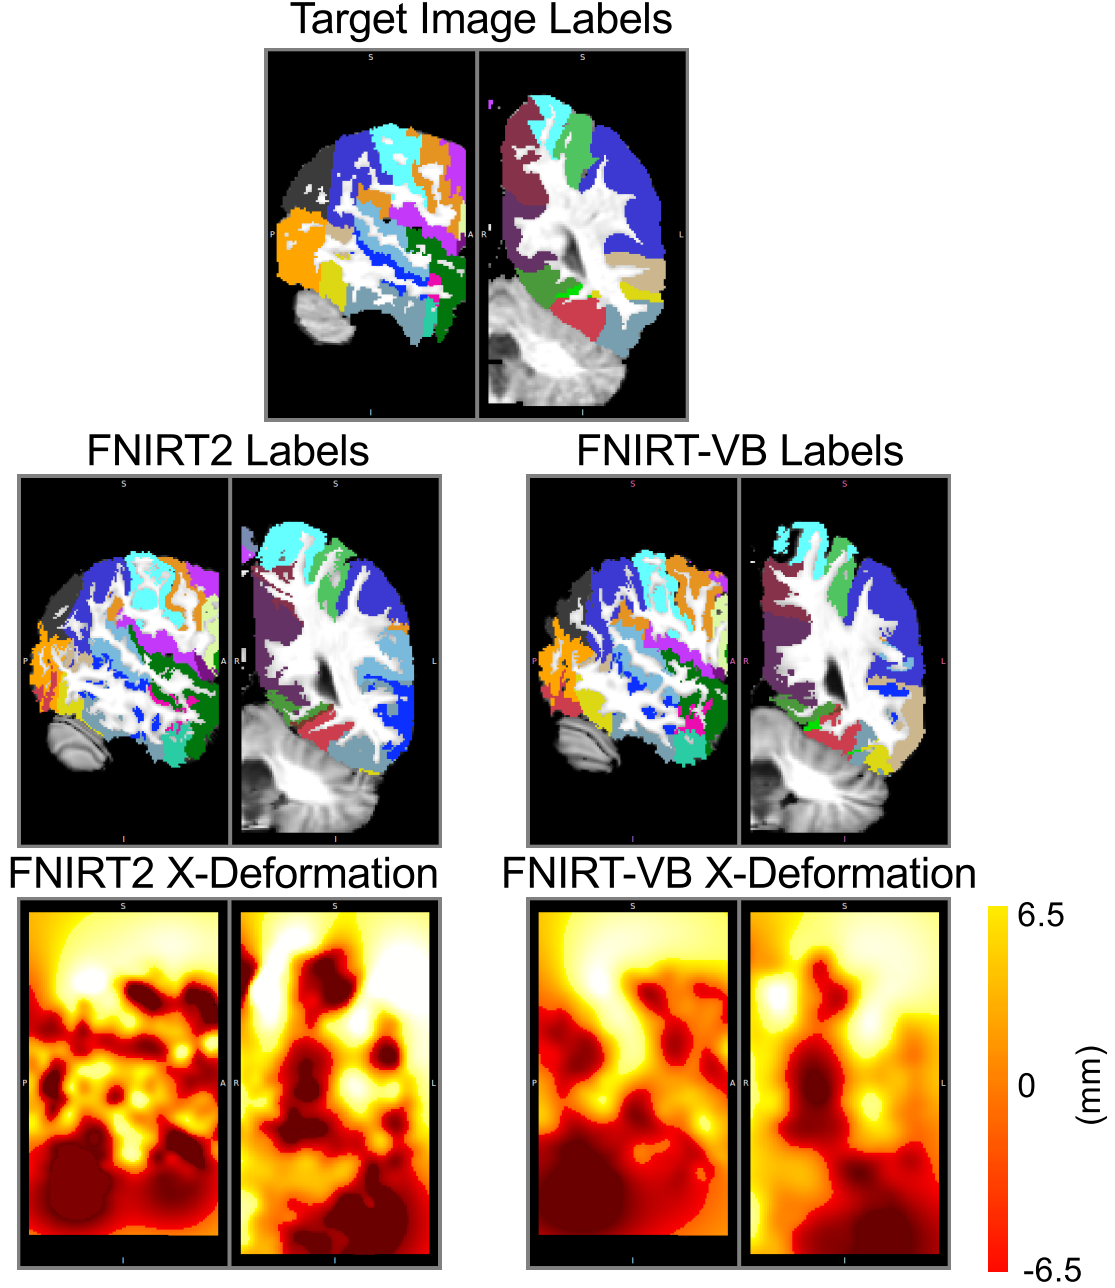 Target Image Labels
S
S
P
A
R
L
I
I
FNIRT2 Labels
FNIRT-VB Labels
S
S
S
S
P
A
R
L
P
A
R
L
I
I
I
I
FNIRT2 X-Deformation
FNIRT-VB X-Deformation
S
S
S
S
6.5
P
A
R
L
P
A
R
L
0
(mm)
I
I
I
I
-6.5